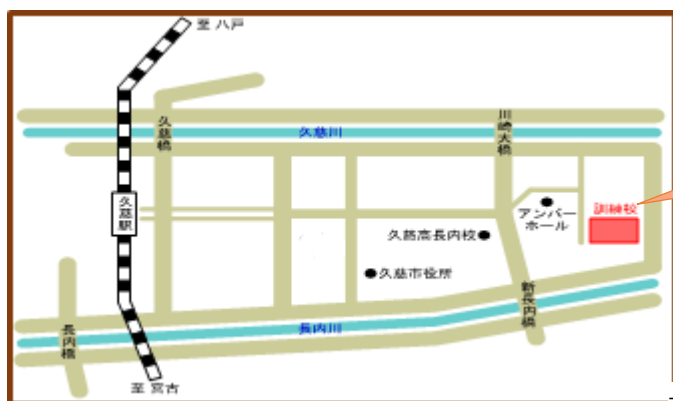 至 八戸
久慈橋
久慈川
川崎大橋
久慈駅
訓練校
アンバー
ホール
久慈高長内校
久慈市役所
新長内橋
長内川
長内橋
至 宮古